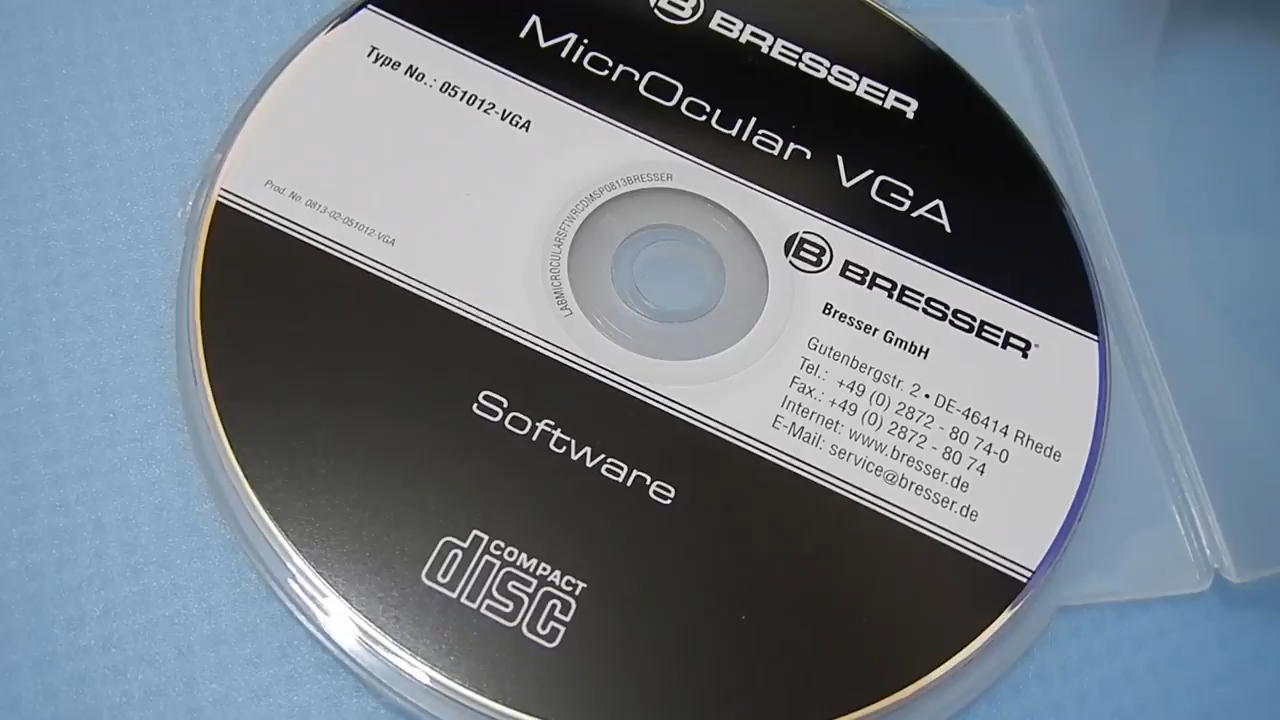 BRESSER
MicrOcular VGA
Type No.: 051012-VGA
Prod. No. 0813-02-051012-VGA
LABMICROCULARSFTWRCDMSP0813BRESSER
BRESSER
Bresser GmbH
Gutenbergstr. 2 • DE-46414 Rhede
Tel.: +49 (0) 2872 - 80 74-0
Fax.: +49 (0) 2872 - 80 74
Internet: www.bresser.de
E-Mail: service@bresser.de
Software
COMPACT
disc